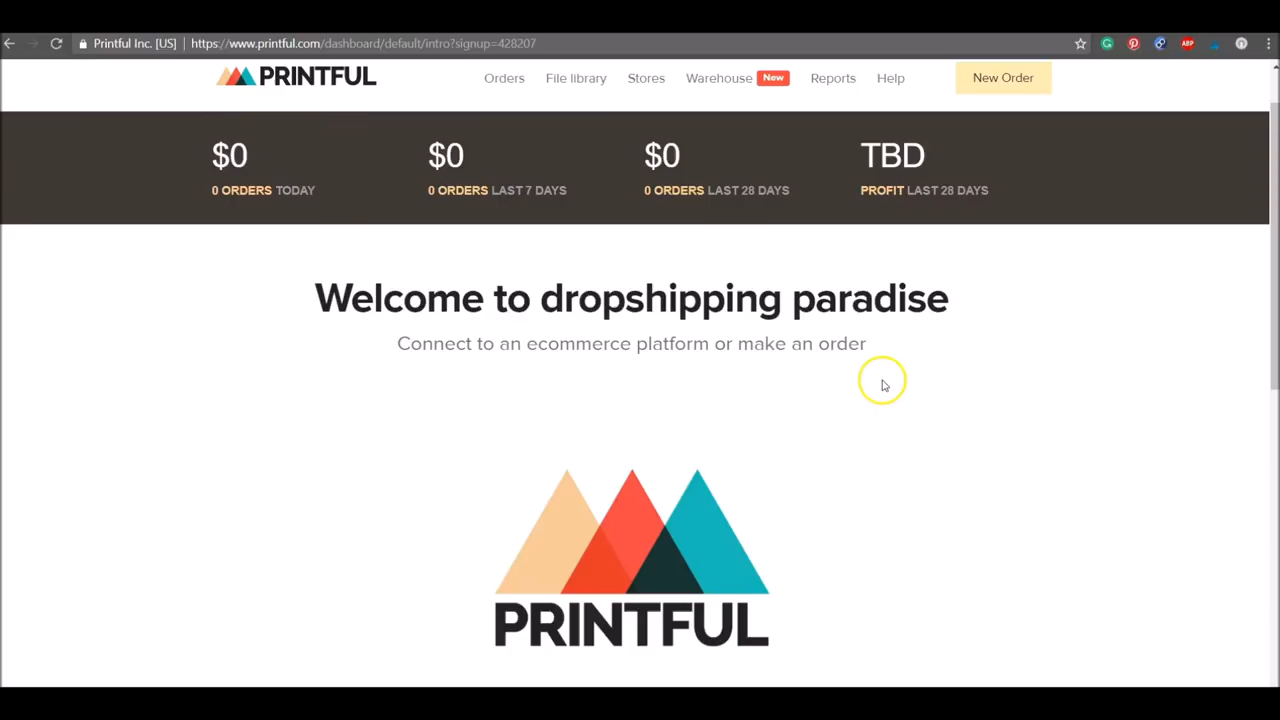 Printful Inc. [US] https://www.printful.com/dashboard/default/intro?signup=428207
ABP
PRINTFUL Orders File library Stores Warehouse New Reports Help New Order
$0 $0 $0 TBD
0 ORDERS TODAY 0 ORDERS LAST 7 DAYS 0 ORDERS LAST 28 DAYS PROFIT LAST 28 DAYS
Welcome to dropshipping paradise
Connect to an ecommerce platform or make an order
PRINTFUL